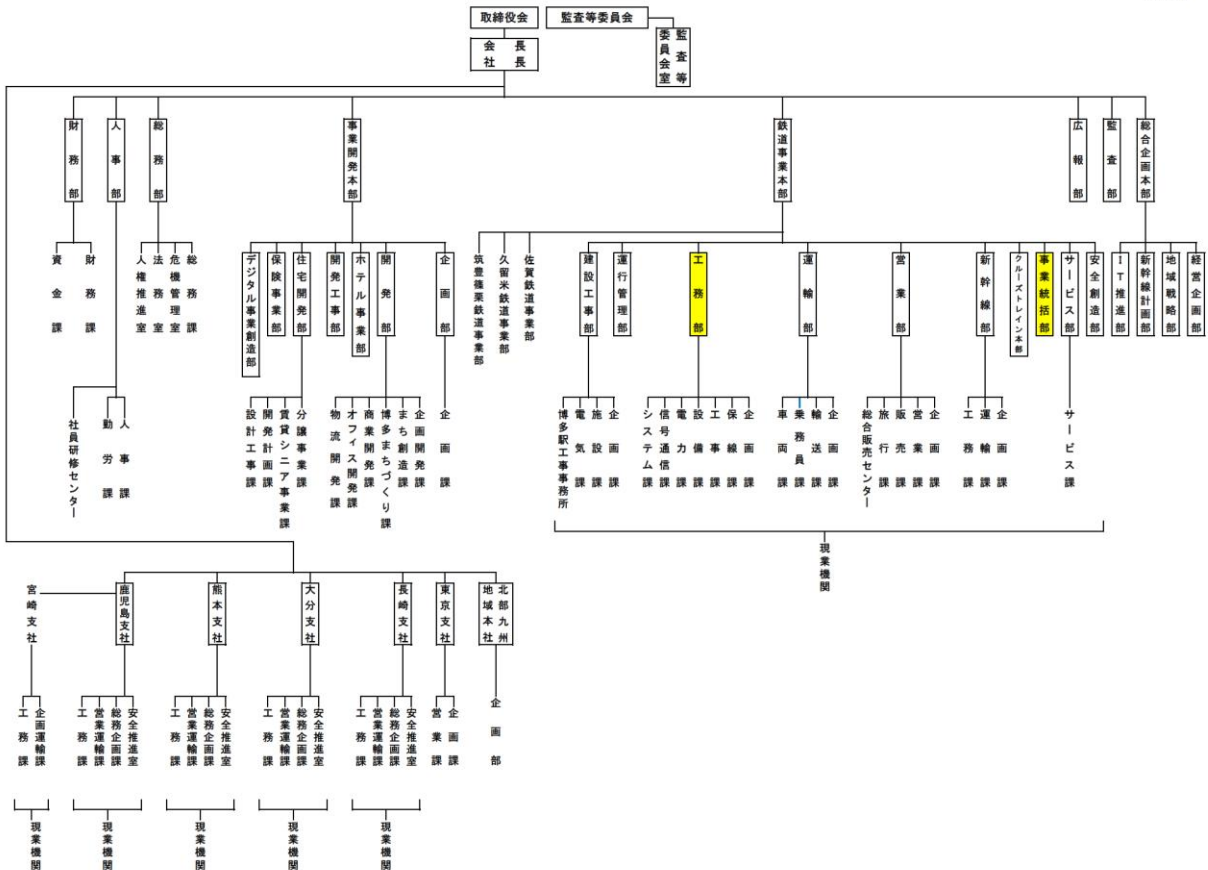 取締役会
監査等委員会
会長
社長
監査等
委員会室
総合企画本部
監査部
広報部
鉄道事業本部
事業開発本部
総務部
人事部
財務部
経営企画部
地域戦略部
新幹線計画部
IT推進部
安全創造部
サービス部
事業統括部
クルーズトレイン本部
新幹線部
営業部
運輸部
工務部
運行管理部
建設工事部
佐賀鉄道事業部
久留米鉄道事業部
筑豊篠栗鉄道事業部
企画部
開発部
ホテル事業部
開発工事部
住宅開発部
保険事業部
デジタル事業創造部
総務課
危機管理室
法務室
人権推進室
財務課
資金課
サービス課
企画課
運輸課
工務課
企画課
営業課
販売課
旅行課
総合販売センター
企画課
輸送課
乗務員課
車両課
企画課
保線課
工事課
設備課
電力課
信号通信課
システム課
企画課
施設課
電気課
博多駅工事事務所
企画課
企画開発課
まち創造課
博多まちづくり課
商業開発課
オフィス開発課
物流開発課
分譲事業課
賃貸シニア事業課
開発計画課
設計工事課
人事課
勤労課
社員研修センター
現業機関
北部九州
地域本社
東京支社
長崎支社
大分支社
熊本支社
鹿児島支社
宮崎支社
企画部
企画課
営業課
安全推進室
総務企画課
営業運輸課
工務課
安全推進室
総務企画課
営業運輸課
工務課
安全推進室
総務企画課
営業運輸課
工務課
安全推進室
総務企画課
営業運輸課
工務課
企画運輸課
工務課
現業機関
現業機関
現業機関
現業機関
現業機関